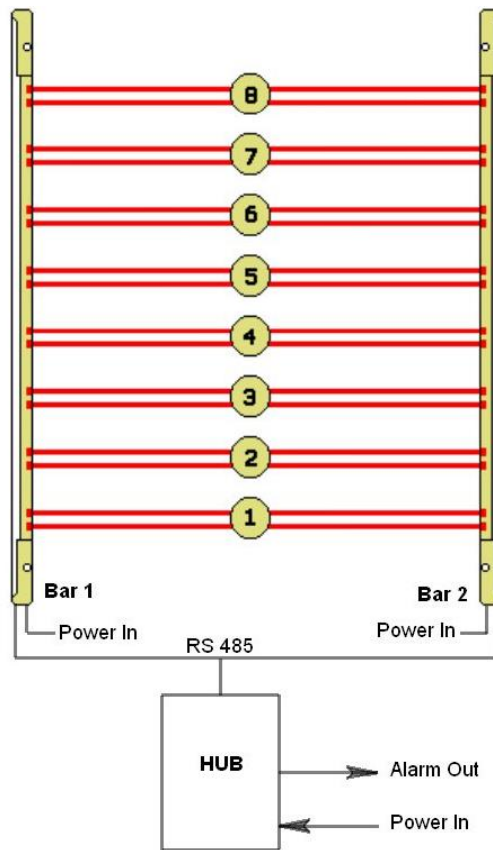 8
7
6
5
4
3
2
1
Bar 1
Bar 2
Power In
Power In
RS 485
HUB
Alarm Out
Power In